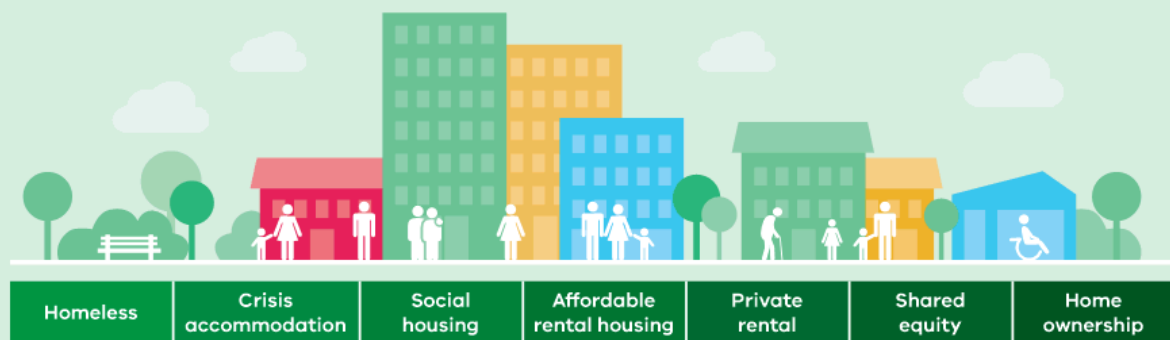 Homeless
Crisis
accommodation
Social
housing
Affordable
rental housing
Private
rental
Shared
equity
Home
ownership